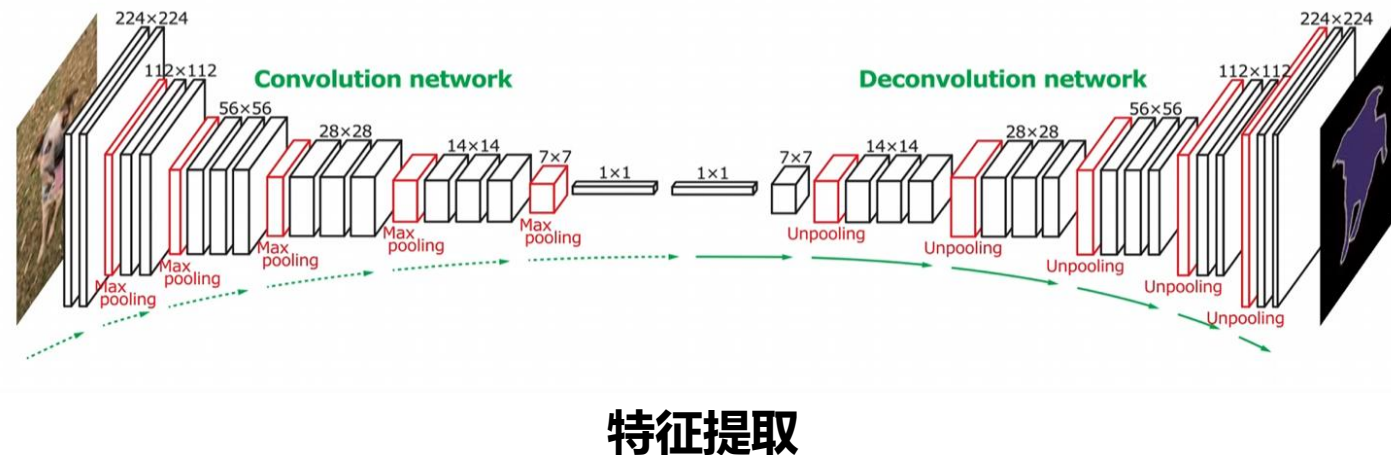 224×224
112×112
56×56
28×28
14×14
7×7
1×1
1×1
7×7
14×14
28×28
56×56
112×112
224×224
Convolution network
Deconvolution network
Max
pooling
Max
pooling
Max
pooling
Max
pooling
Max
pooling
Unpooling
Unpooling
Unpooling
Unpooling
Unpooling
特征提取